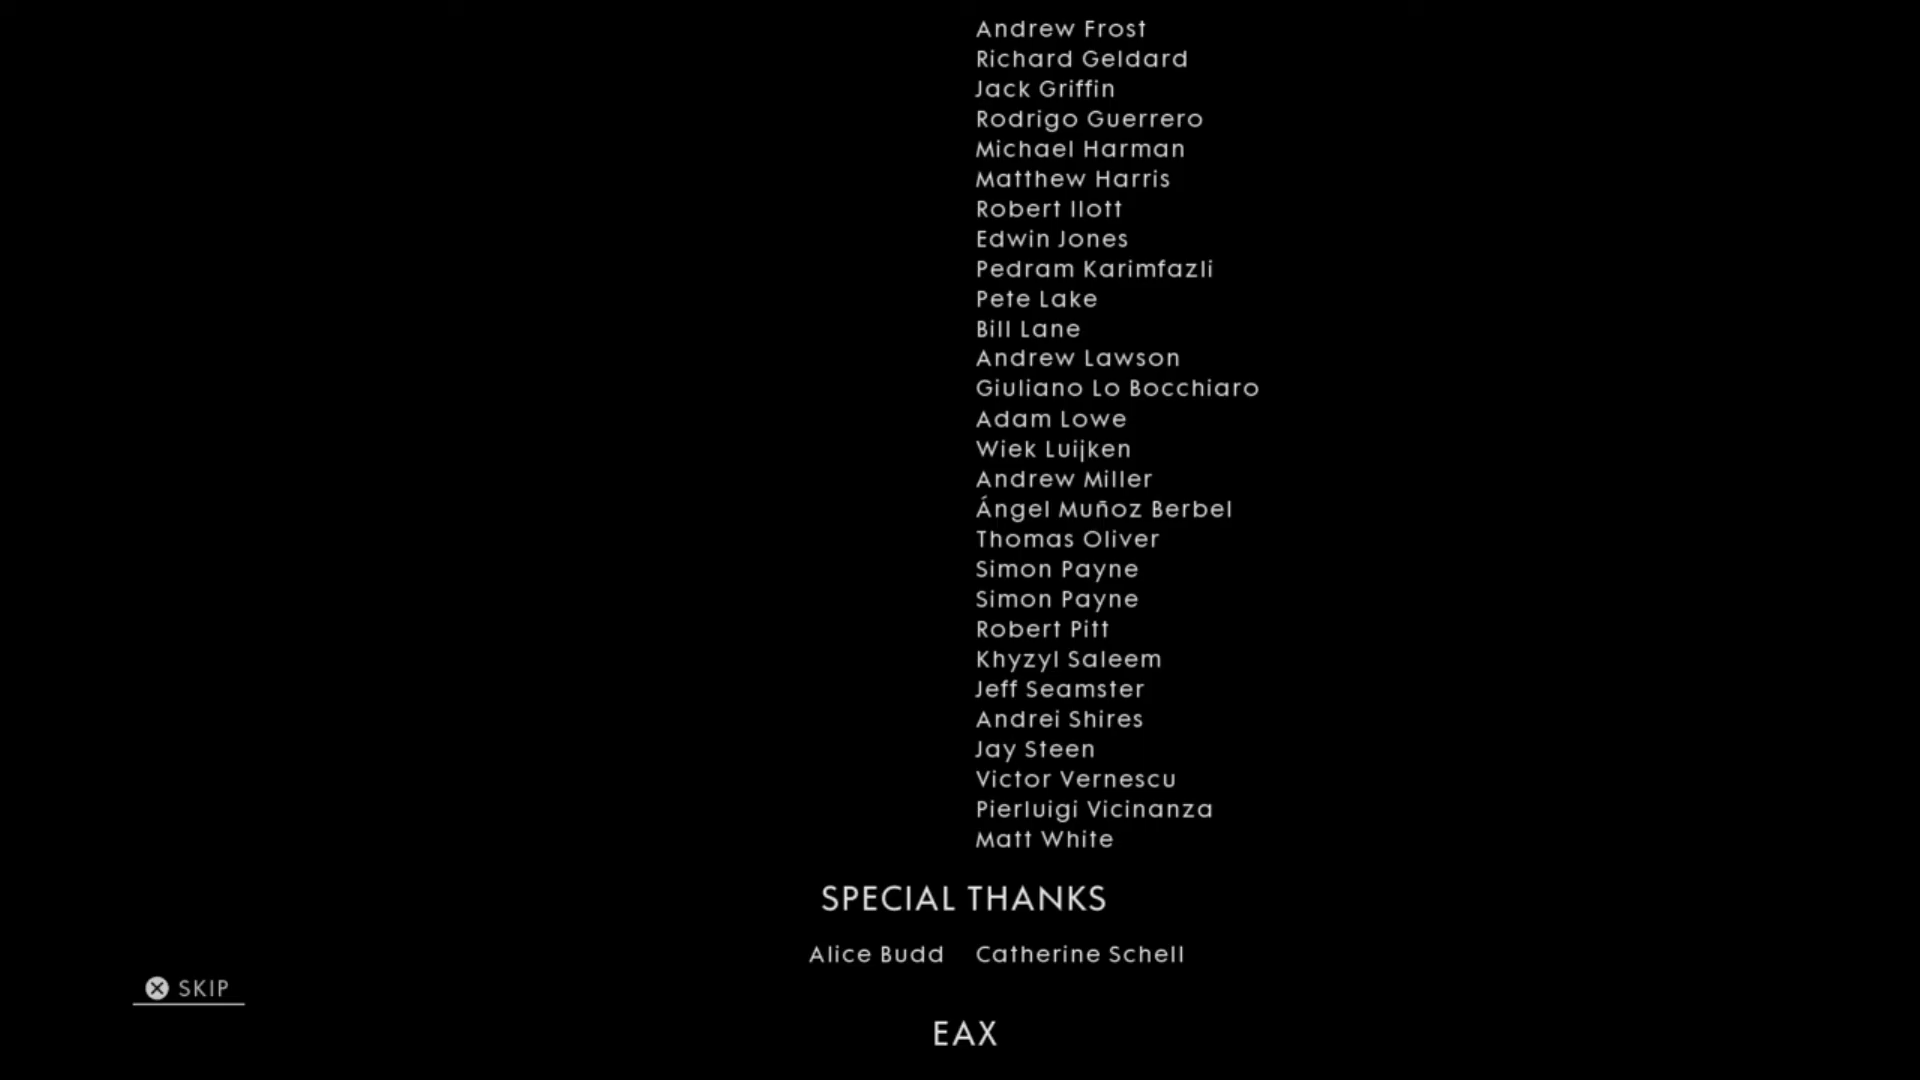 Andrew Frost
Richard Geldard
Jack Griffin
Rodrigo Guerrero
Michael Harman
Matthew Harris
Robert Ilott
Edwin Jones
Pedram Karimfazli
Pete Lake
Bill Lane
Andrew Lawson
Giuliano Lo Bocchiaro
Adam Lowe
Wiek Luijken
Andrew Miller
Ángel Muñoz Berbel
Thomas Oliver
Simon Payne
Simon Payne
Robert Pitt
Khyzyl Saleem
Jeff Seamster
Andrei Shires
Jay Steen
Victor Vernescu
Pierluigi Vicinanza
Matt White
SPECIAL THANKS
Alice Budd Catherine Schell
SKIP
EAX